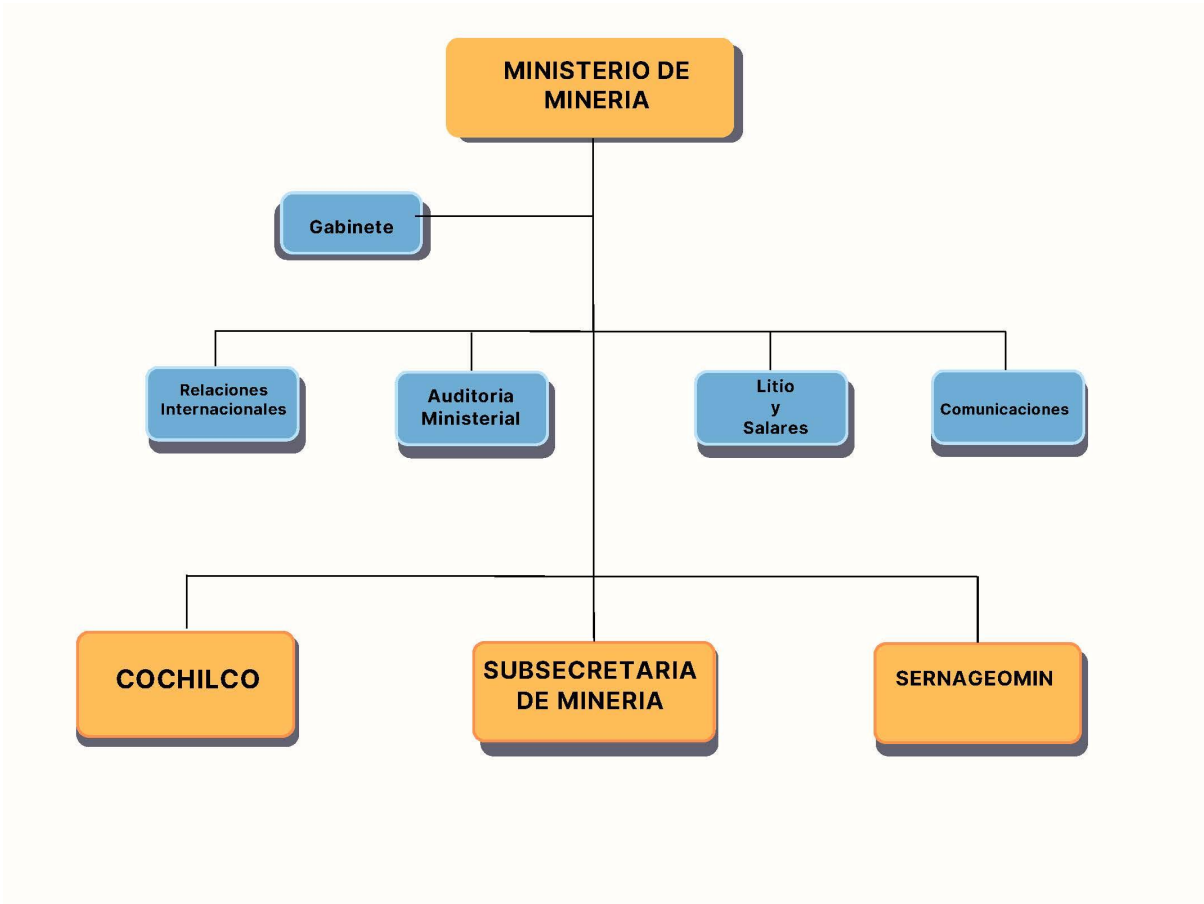 MINISTERIO DE
MINERIA
Gabinete
Relaciones
Internacionales
Auditoria
Ministerial
Litio
y
Salares
Comunicaciones
COCHILCO
SUBSECRETARIA
DE MINERIA
SERNAGEOMIN